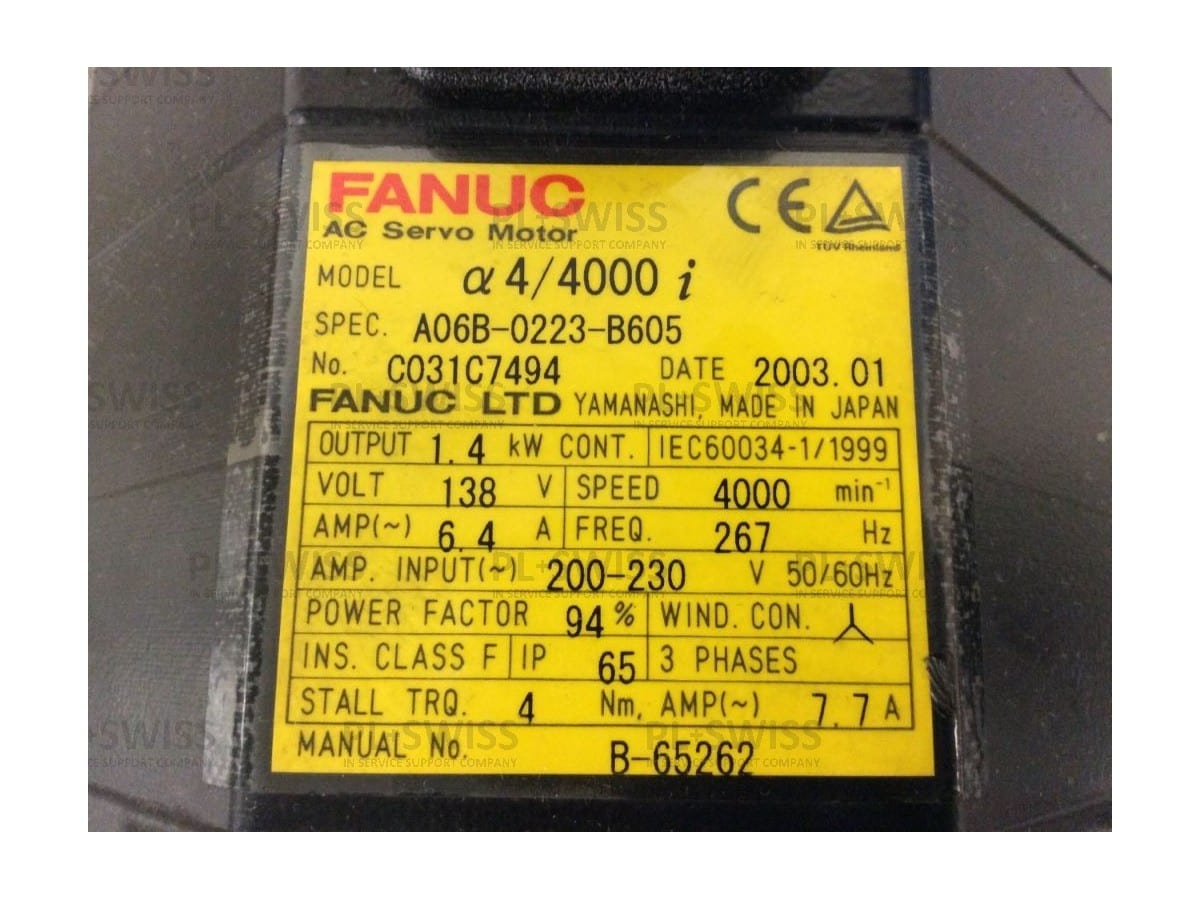 FANUC
AC Servo Motor
CE TÜV Rheinland
MODEL α4/4000 i
SPEC. A06B-0223-B605
No. C031C7494 DATE 2003.01
FANUC LTD YAMANASHI, MADE IN JAPAN
OUTPUT 1.4 kW CONT. IEC60034-1/1999
VOLT 138 V SPEED 4000 min⁻¹
AMP(~) 6.4 A FREQ. 267 Hz
AMP. INPUT(~) 200-230 V 50/60Hz
POWER FACTOR 94 % WIND. CON.
INS. CLASS F IP 65 3 PHASES
STALL TRQ. 4 Nm, AMP(~) 7.7 A
MANUAL No. B-65262
PL+SWISS
IN SERVICE SUPPORT COMPANY